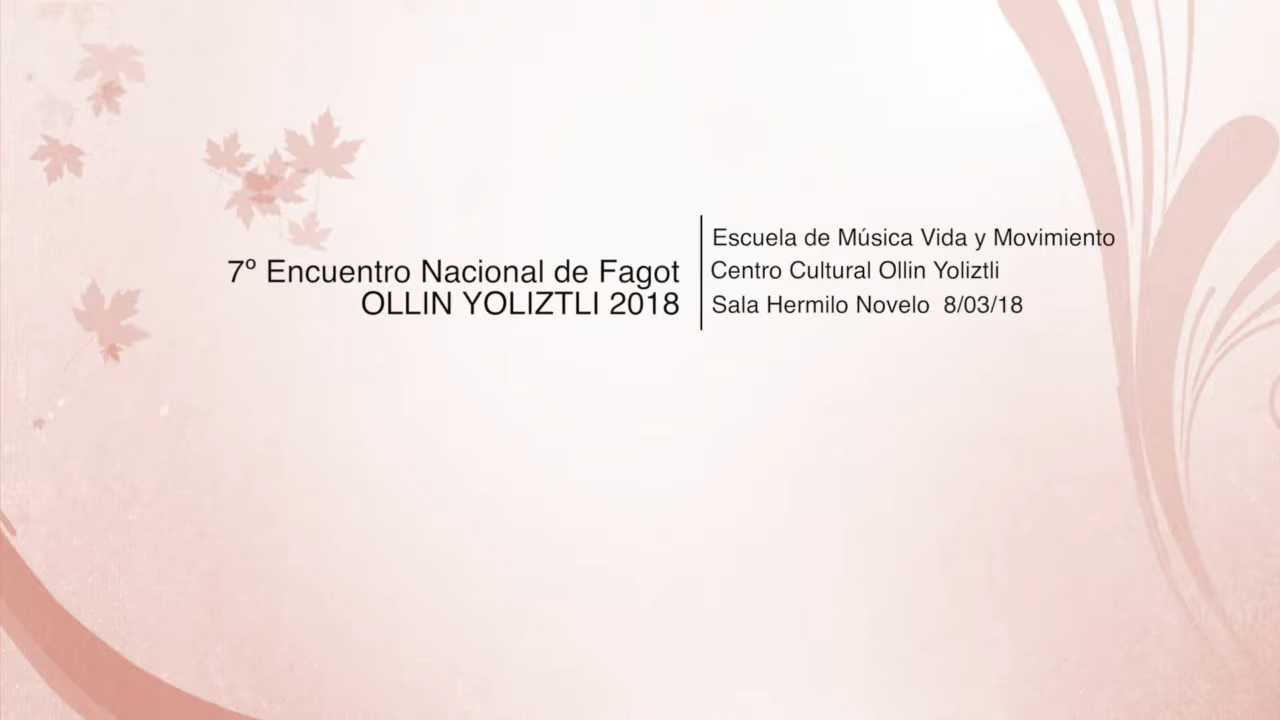 7º Encuentro Nacional de Fagot
OLLIN YOLIZTLI 2018
Escuela de Música Vida y Movimiento
Centro Cultural Ollin Yoliztli
Sala Hermilo Novelo 8/03/18